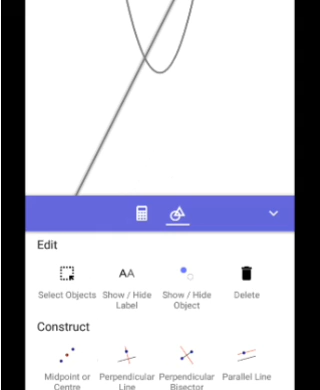 Edit
Select Objects
Show / Hide
Label
Show / Hide
Object
Delete
Construct
Midpoint or
Centre
Perpendicular
Line
Perpendicular
Bisector
Parallel Line